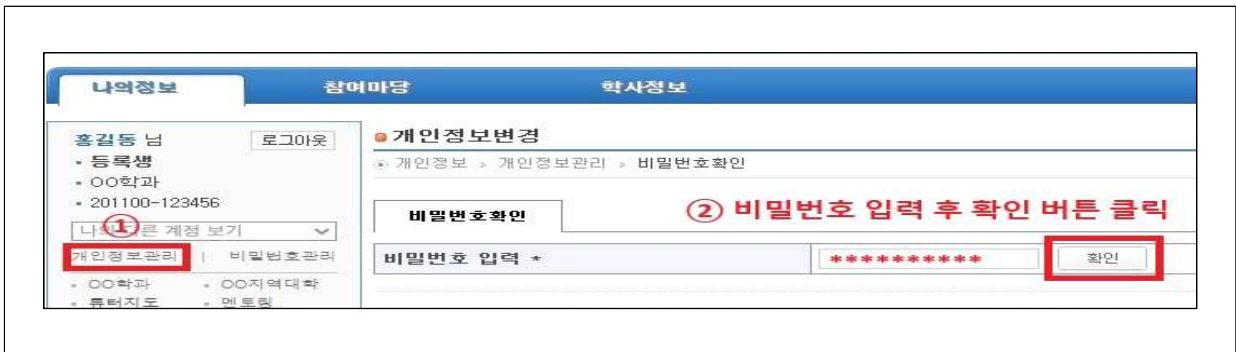 나의정보 참여마당 학사정보
홍길동 님 로그아웃
• 등록생
• OO학과
• 201100-123456
①
나의 다른 계정 보기
개인정보관리 | 비밀번호관리
• OO학과 • OO지역대학
• 튜터지도 • 멘토링
개인정보변경
개인정보 > 개인정보관리 > 비밀번호확인
비밀번호확인
② 비밀번호 입력 후 확인 버튼 클릭
비밀번호 입력 * ********** 확인